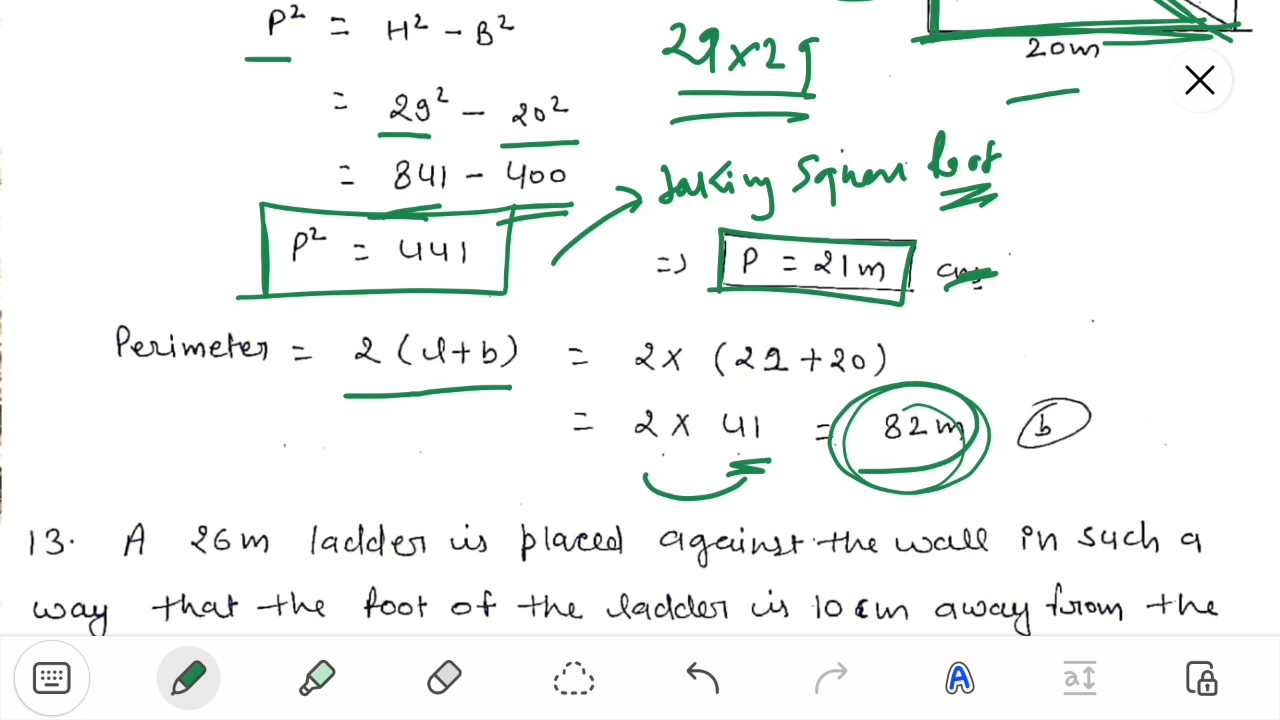 P² = H² - B²
29×29
20m
= 29² - 20²
= 841 - 400
taking Square Root
P² = 441
=) P = 21m
Perimeter = 2 (l+b) = 2× (21+20)
= 2 × 41 = 82m b
13. A 26m ladder is placed against the wall in such a
way that the foot of the ladder is 10 cm away from the
A
a